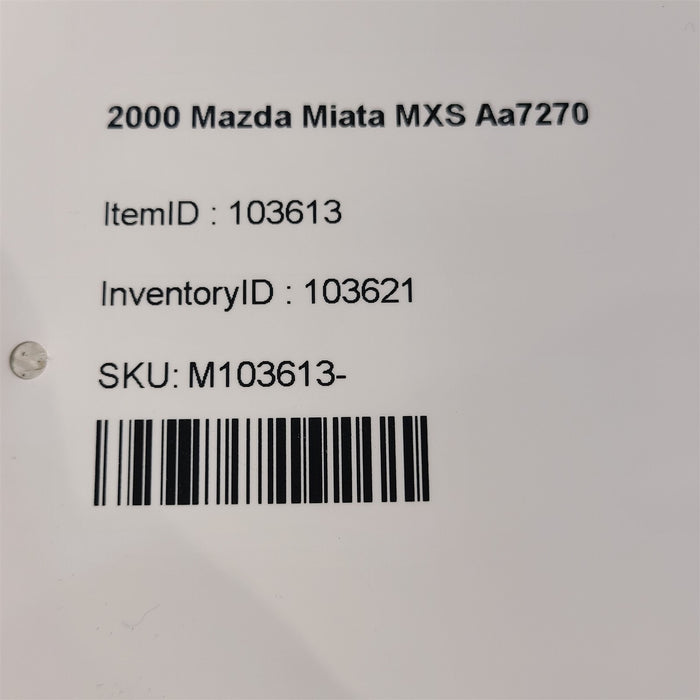 2000 Mazda Miata MXS Aa7270
ItemID : 103613
InventoryID : 103621
SKU: M103613-